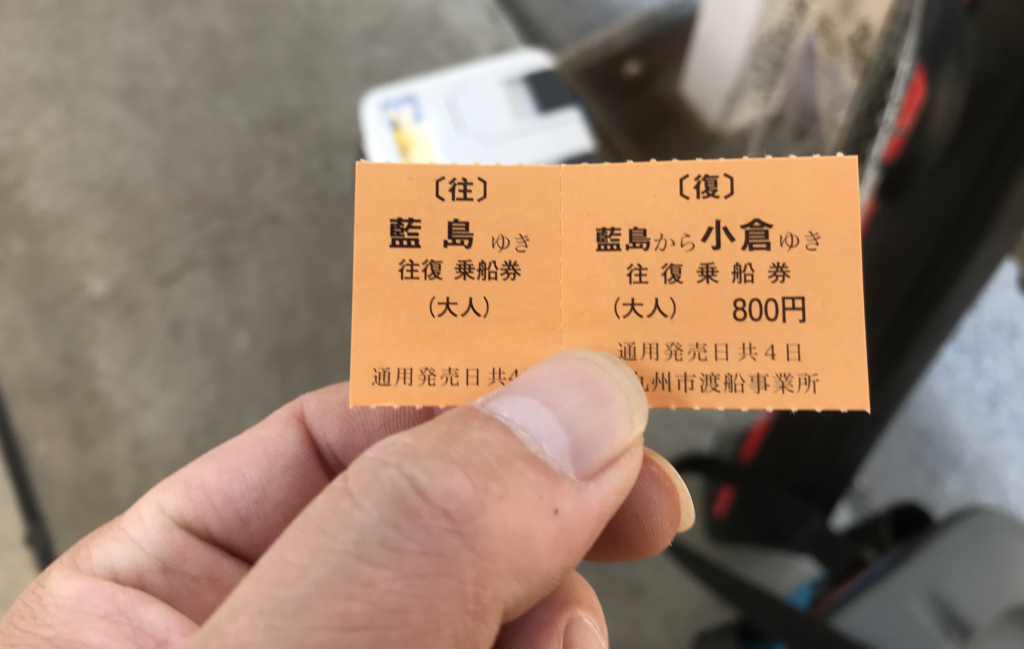 〔往〕
藍島 ゆき
往復 乗船券
（大人）
通用発売日共4
〔復〕
藍島から小倉ゆき
往復乗船券
（大人） 800円
通用発売日共4日
九州市渡船事業所